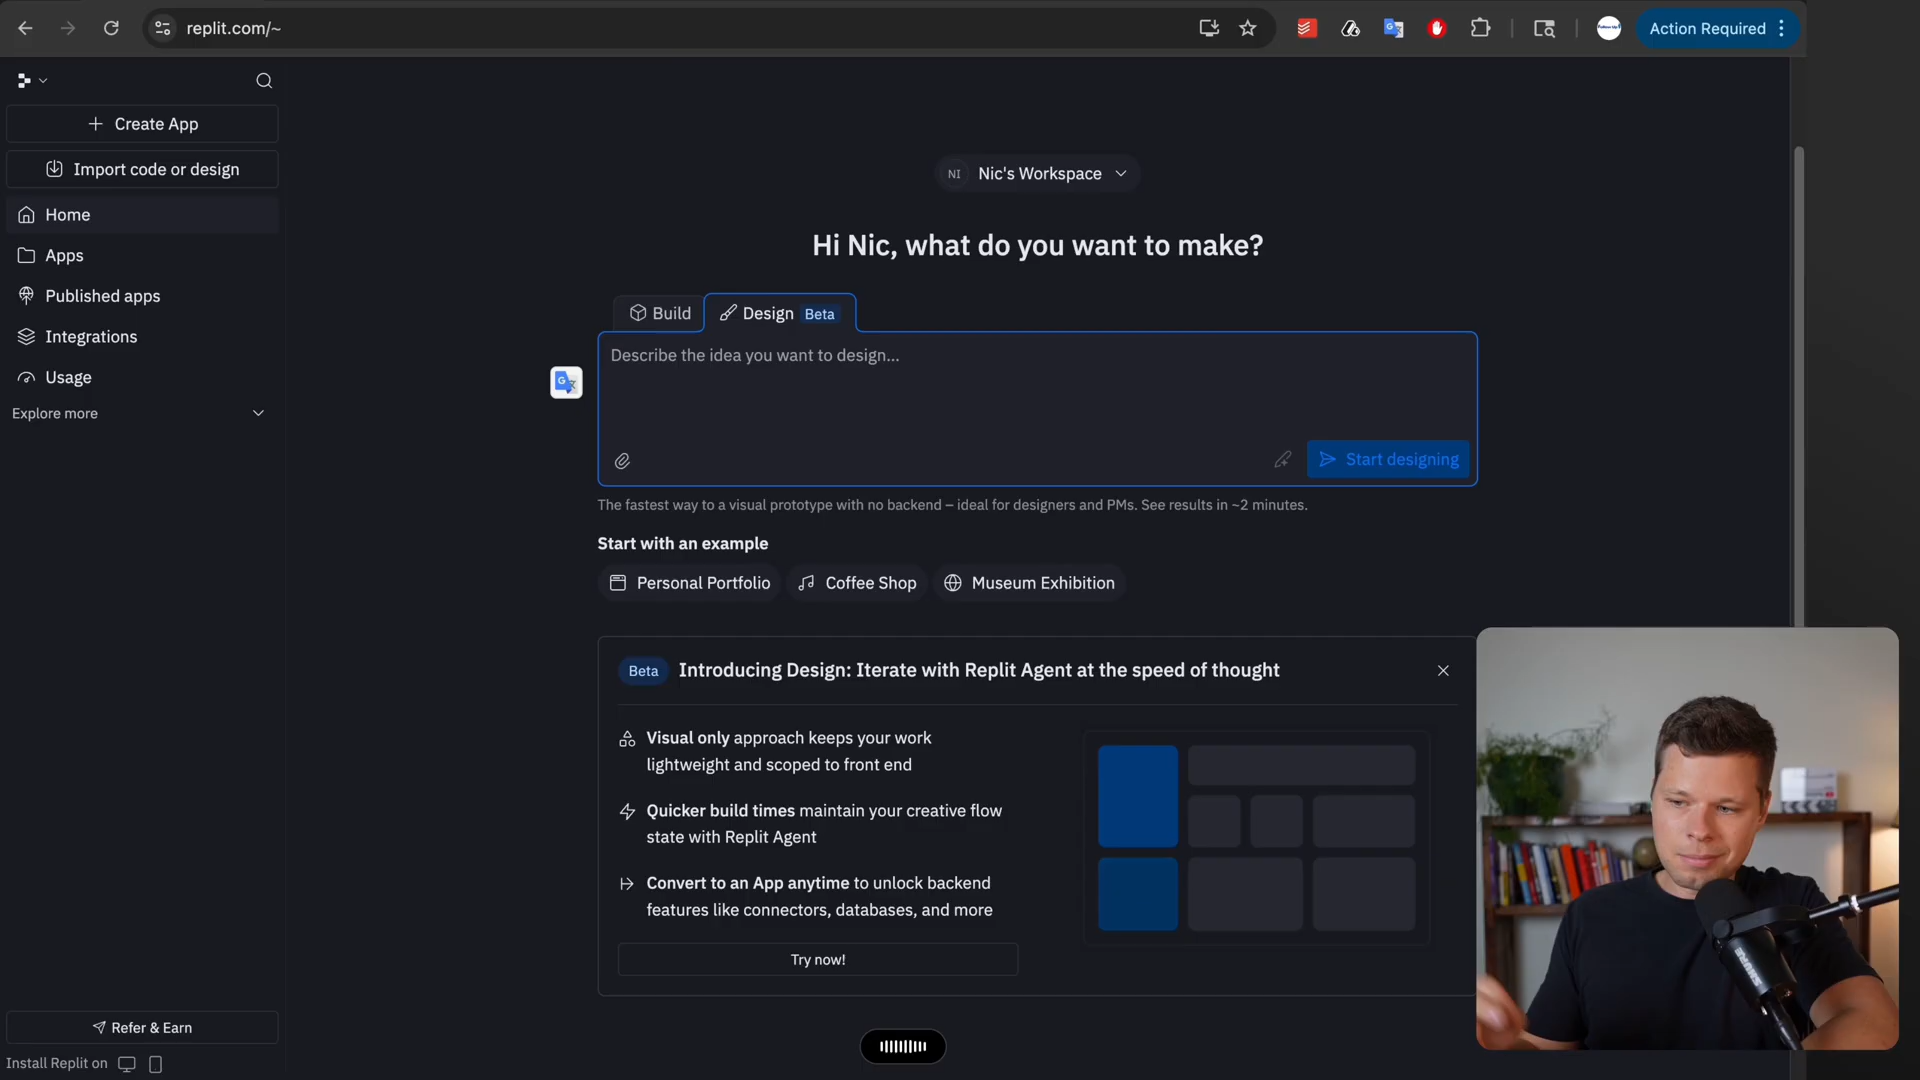 replit.com/~
Action Required
Create App
Import code or design
Home
Apps
Published apps
Integrations
Usage
Explore more
NI Nic's Workspace
Hi Nic, what do you want to make?
Build
Design Beta
Describe the idea you want to design...
Start designing
The fastest way to a visual prototype with no backend – ideal for designers and PMs. See results in ~2 minutes.
Start with an example
Personal Portfolio
Coffee Shop
Museum Exhibition
Beta Introducing Design: Iterate with Replit Agent at the speed of thought
Visual only approach keeps your work
lightweight and scoped to front end
Quicker build times maintain your creative flow
state with Replit Agent
Convert to an App anytime to unlock backend
features like connectors, databases, and more
Try now!
Refer & Earn
Install Replit on
SHURE